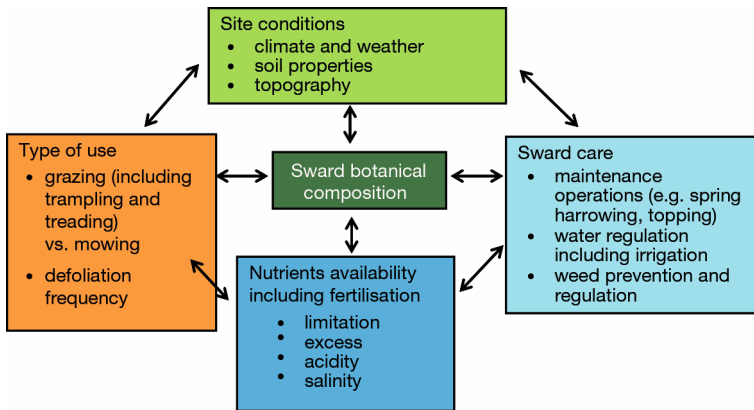 Site conditions
• climate and weather
• soil properties
• topography
Type of use
• grazing (including
trampling and
treading)
vs. mowing
• defoliation
frequency
Sward botanical
composition
Sward care
• maintenance
operations (e.g. spring
harrowing, topping)
• water regulation
including irrigation
• weed prevention and
regulation
Nutrients availability
including fertilisation
• limitation
• excess
• acidity
• salinity